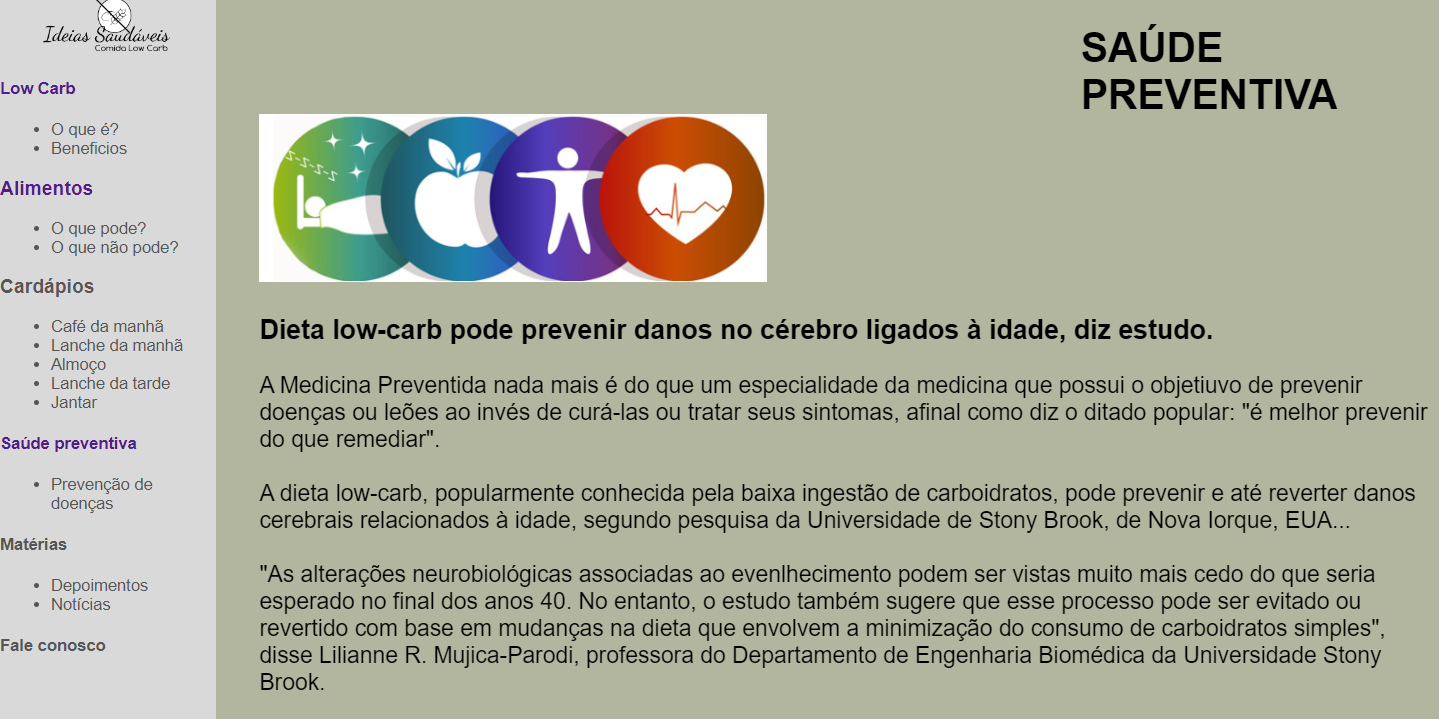 Ideias Saudáveis
Comida Low Carb
Low Carb
O que é?
Beneficios
Alimentos
O que pode?
O que não pode?
Cardápios
Café da manhã
Lanche da manhã
Almoço
Lanche da tarde
Jantar
Saúde preventiva
Prevenção de
doenças
Matérias
Depoimentos
Notícias
Fale conosco
SAÚDE
PREVENTIVA
zzzzz
Dieta low-carb pode prevenir danos no cérebro ligados à idade, diz estudo.
A Medicina Preventida nada mais é do que um especialidade da medicina que possui o objetiuvo de prevenir
doenças ou leões ao invés de curá-las ou tratar seus sintomas, afinal como diz o ditado popular: "é melhor prevenir
do que remediar".
A dieta low-carb, popularmente conhecida pela baixa ingestão de carboidratos, pode prevenir e até reverter danos
cerebrais relacionados à idade, segundo pesquisa da Universidade de Stony Brook, de Nova Iorque, EUA...
"As alterações neurobiológicas associadas ao evenlhecimento podem ser vistas muito mais cedo do que seria
esperado no final dos anos 40. No entanto, o estudo também sugere que esse processo pode ser evitado ou
revertido com base em mudanças na dieta que envolvem a minimização do consumo de carboidratos simples",
disse Lilianne R. Mujica-Parodi, professora do Departamento de Engenharia Biomédica da Universidade Stony
Brook.